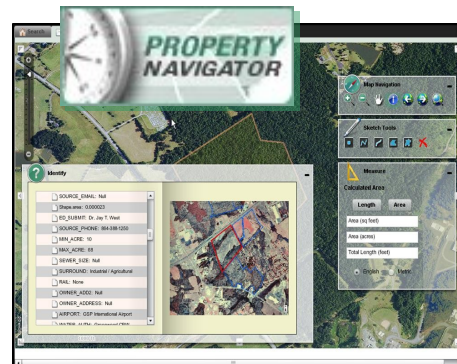 Search
PROPERTY
NAVIGATOR
Map Navigation
Sketch Tools
Identify
SOURCE_EMAIL: Null
Shape.area: 0.000023
ED_SUBMIT: Dr. Jay T. West
SOURCE_PHONE: 864-388-1250
MIN_ACRE: 10
MAX_ACRE: 88
SEWER_SIZE: Null
SURROUND: Industrial / Agricultural
RAIL: None
OWNER_ADD2: Null
OWNER_ADDRESS: Null
AIRPORT: GSP International Airport
Measure
Calculated Area
Length Area
Area (sq feet)
Area (acres)
Total Length (feet)
English Metric